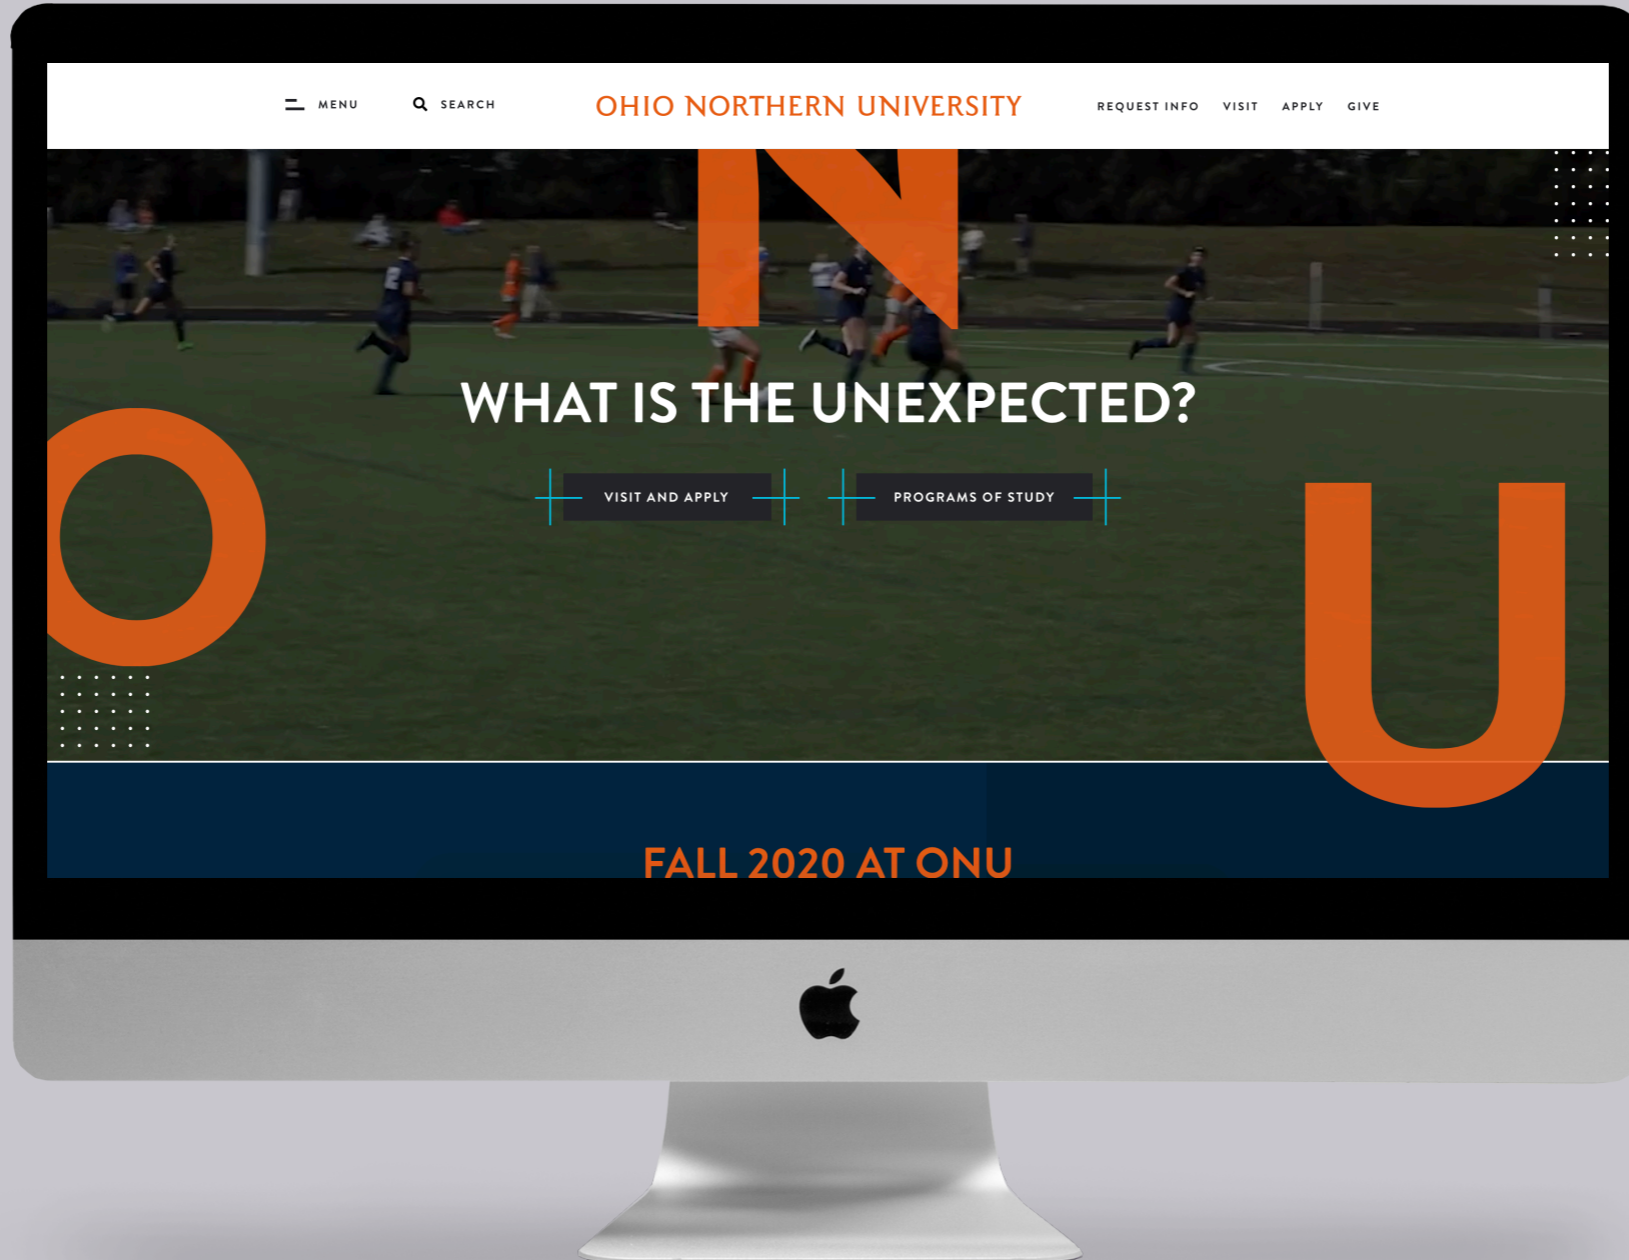 MENU SEARCH OHIO NORTHERN UNIVERSITY REQUEST INFO VISIT APPLY GIVE
N
WHAT IS THE UNEXPECTED?
O
VISIT AND APPLY PROGRAMS OF STUDY
U
FALL 2020 AT ONU
2